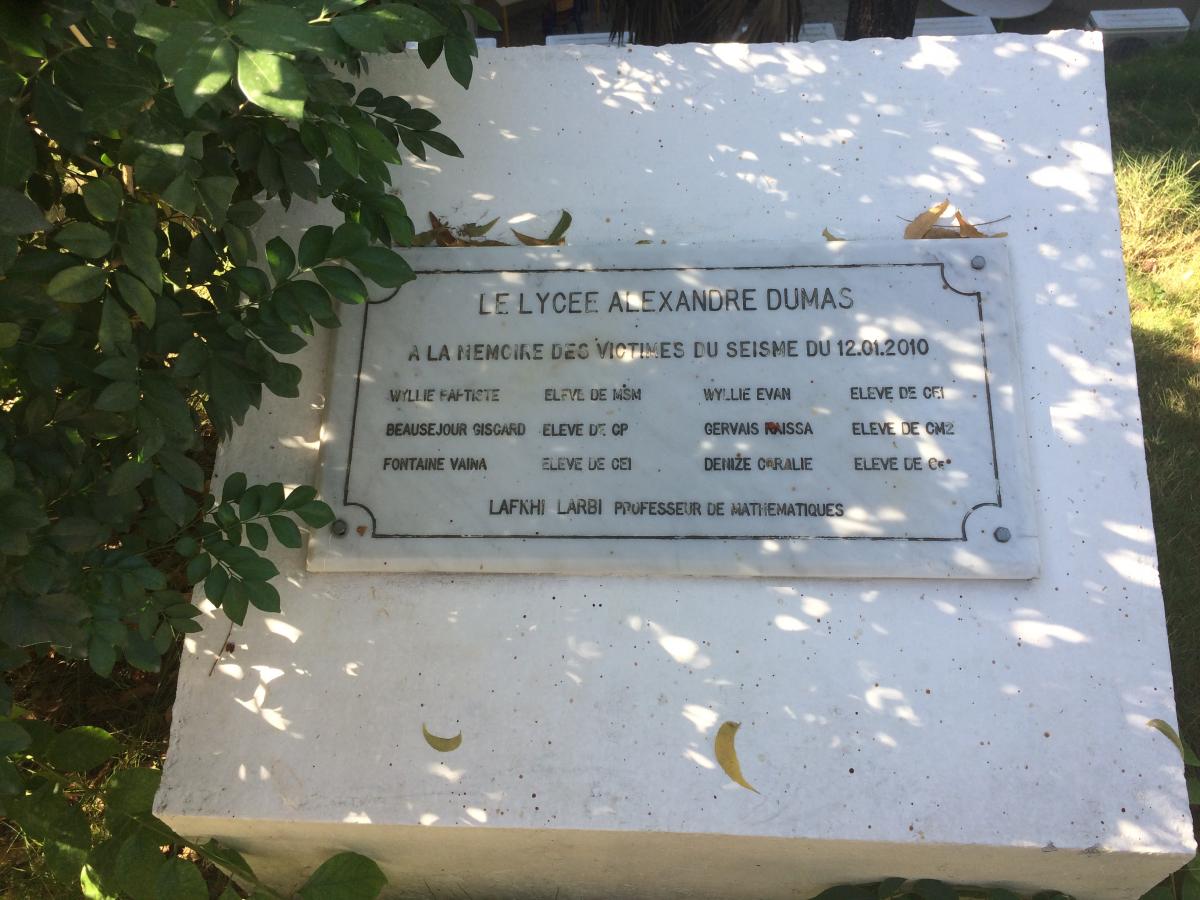 LE LYCEE ALEXANDRE DUMAS
A LA MEMOIRE DES VICTIMES DU SEISME DU 12.01.2010
WYLLIE BAPTISTE ELEVE DE MSM WYLLIE EVAN ELEVE DE CE1
BEAUSEJOUR GISCARD ELEVE DE CP GERVAIS RAISSA ELEVE DE CM2
FONTAINE VAINA ELEVE DE CE1 DENIZE CORALIE ELEVE DE
LAFKHI LARBI PROFESSEUR DE MATHEMATIQUES